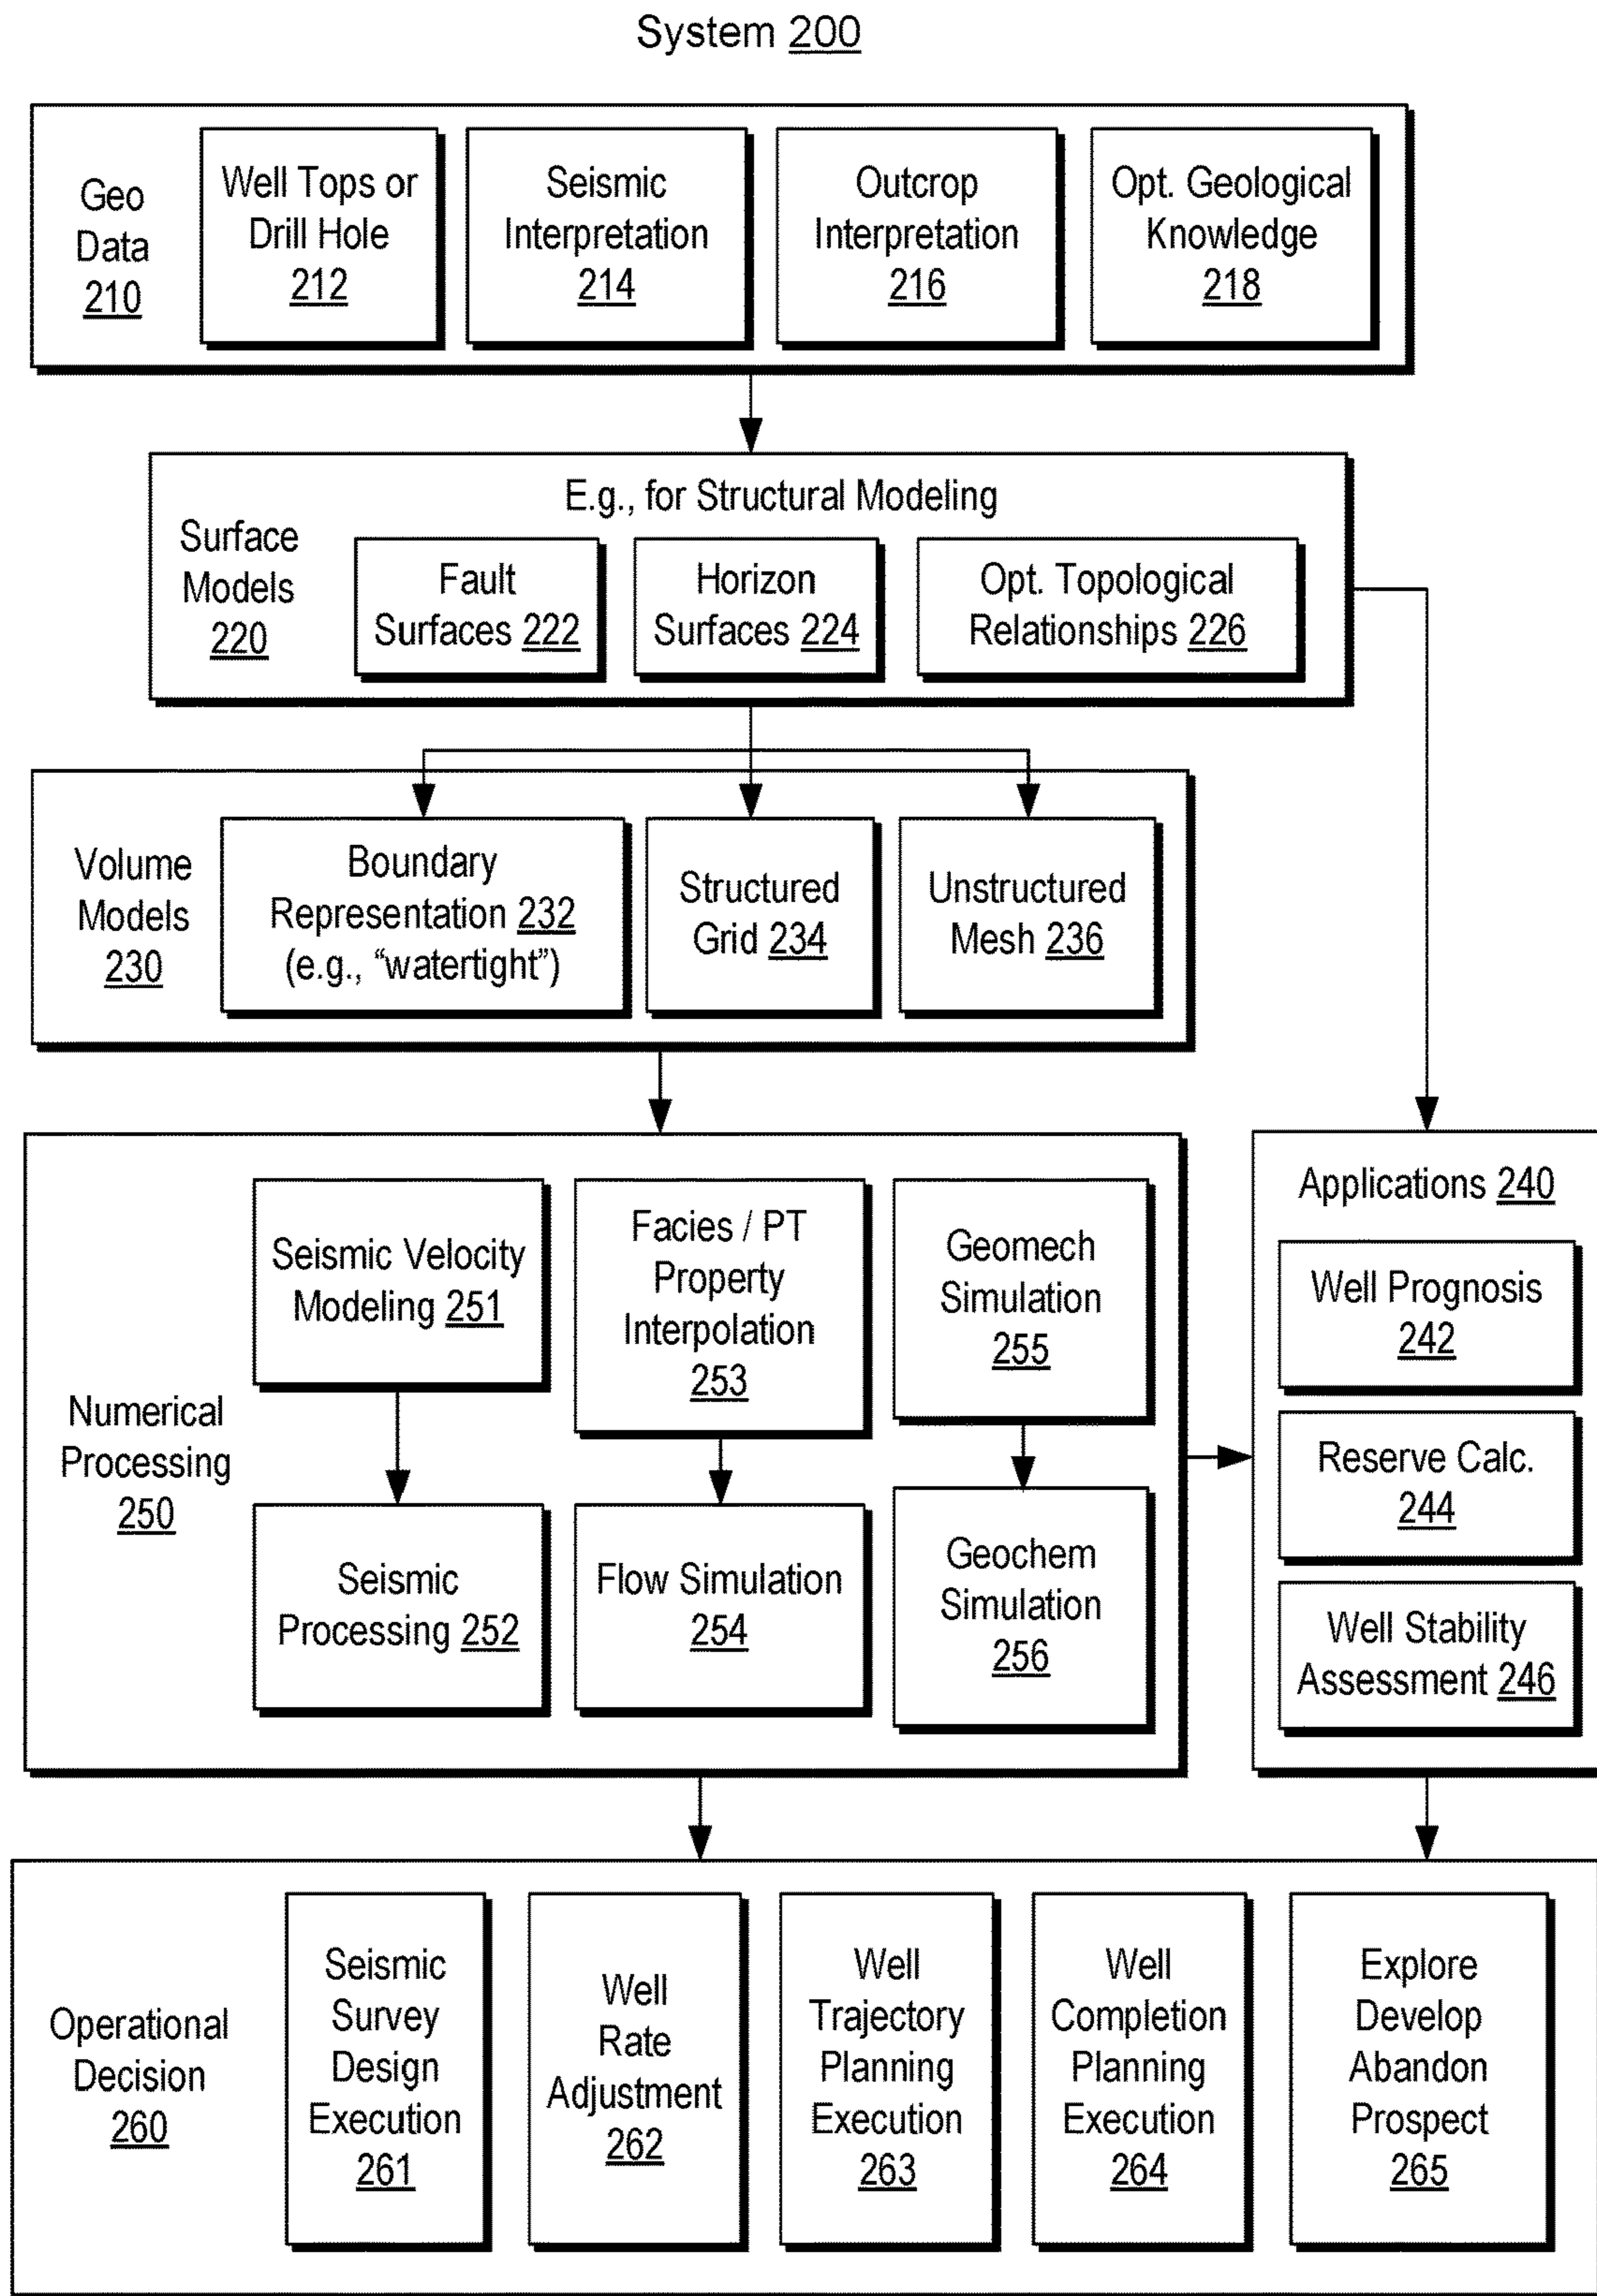 System 200
Geo
Data
210
Well Tops or
Drill Hole
212
Seismic
Interpretation
214
Outcrop
Interpretation
216
Opt. Geological
Knowledge
218
E.g., for Structural Modeling
Surface
Models
220
Fault
Surfaces 222
Horizon
Surfaces 224
Opt. Topological
Relationships 226
Volume
Models
230
Boundary
Representation 232
(e.g., “watertight”)
Structured
Grid 234
Unstructured
Mesh 236
Numerical
Processing
250
Seismic Velocity
Modeling 251
Facies / PT
Property
Interpolation
253
Geomech
Simulation
255
Seismic
Processing 252
Flow Simulation
254
Geochem
Simulation
256
Applications 240
Well Prognosis
242
Reserve Calc.
244
Well Stability
Assessment 246
Operational
Decision
260
Seismic
Survey
Design
Execution
261
Well
Rate
Adjustment
262
Well
Trajectory
Planning
Execution
263
Well
Completion
Planning
Execution
264
Explore
Develop
Abandon
Prospect
265